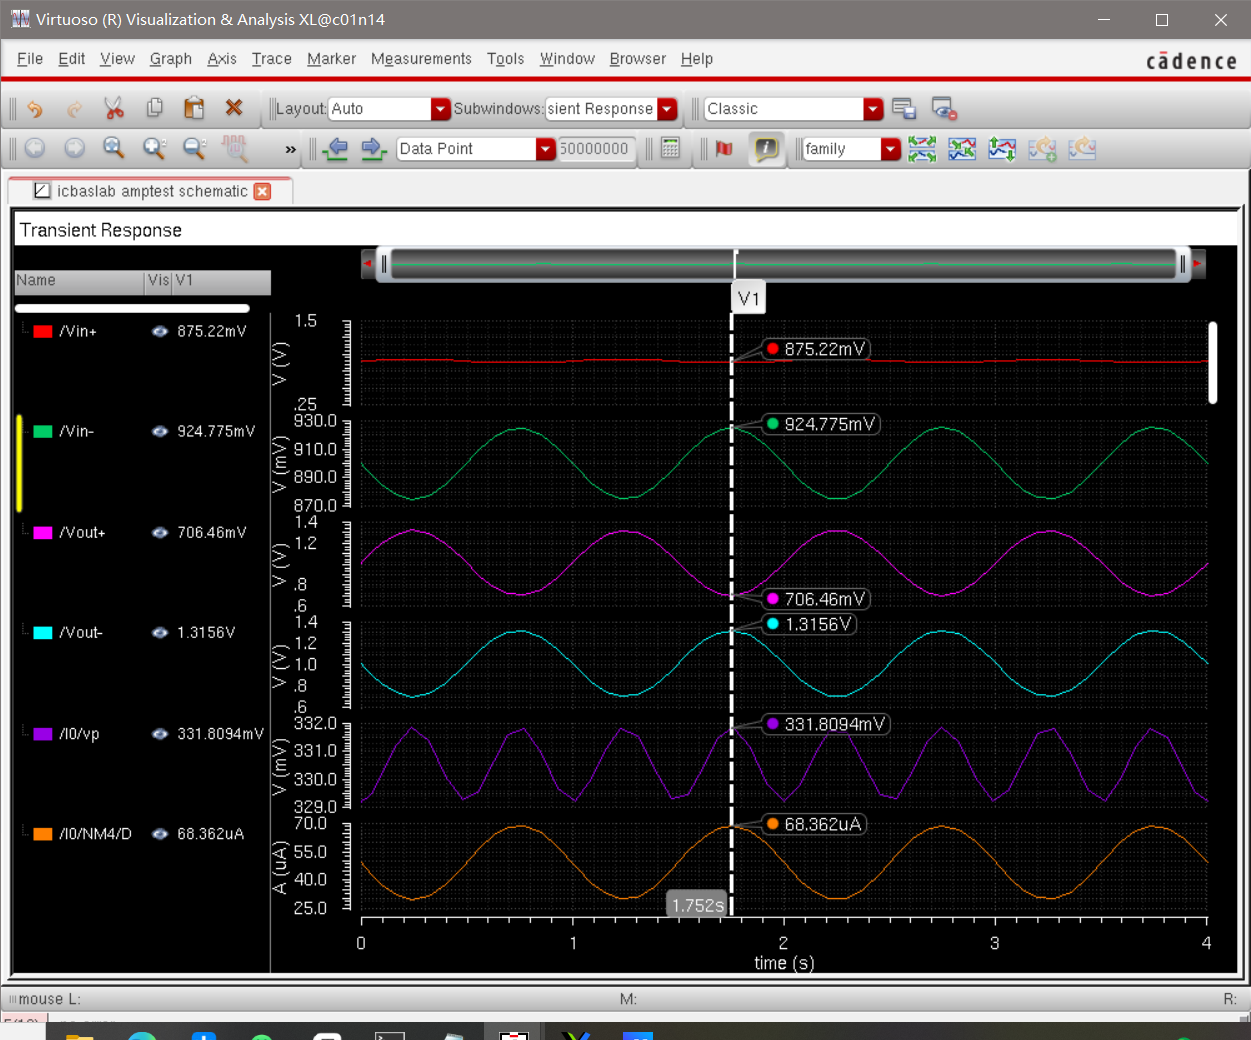 Virtuoso (R) Visualization & Analysis XL@c01n14
File Edit View Graph Axis Trace Marker Measurements Tools Window Browser Help
cādence
Layout: Auto Subwindows: sient Response Classic
» Data Point 50000000 family
icbaslab amptest schematic
Transient Response
Name Vis V1
V1
/Vin+ 875.22mV
1.5
V (V)
.25
875.22mV
/Vin- 924.775mV
930.0
910.0
890.0
870.0
V (mV)
924.775mV
/Vout+ 706.46mV
1.4
1.2
.8
.6
V (V)
706.46mV
/Vout- 1.3156V
1.4
1.2
1.0
.8
.6
V (V)
1.3156V
/I0/vp 331.8094mV
332.0
331.0
330.0
329.0
V (mV)
331.8094mV
/I0/NM4/D 68.362uA
70.0
55.0
40.0
25.0
A (uA)
68.362uA
1.752s
0 1 2 3 4
time (s)
mouse L: M: R: